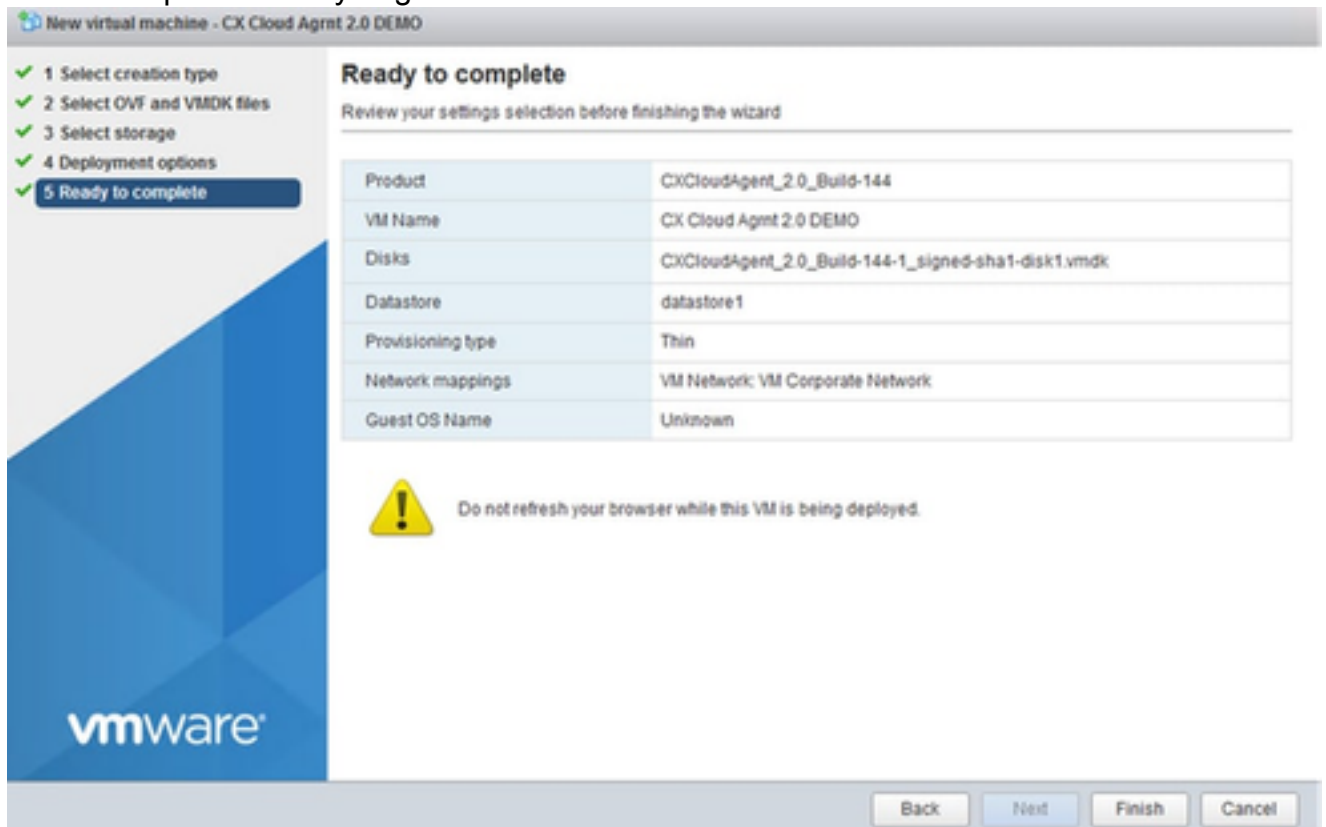 New virtual machine - CX Cloud Agrnt 2.0 DEMO
1 Select creation type
2 Select OVF and VMDK files
3 Select storage
4 Deployment options
5 Ready to complete
Ready to complete
Review your settings selection before finishing the wizard
Product CXCloudAgent_2.0_Build-144
VM Name CX Cloud Agrnt 2.0 DEMO
Disks CXCloudAgent_2.0_Build-144-1_signed-sha1-disk1.vmdk
Datastore datastore1
Provisioning type Thin
Network mappings VM Network: VM Corporate Network
Guest OS Name Unknown
Do not refresh your browser while this VM is being deployed.
vmware
Back Next Finish Cancel